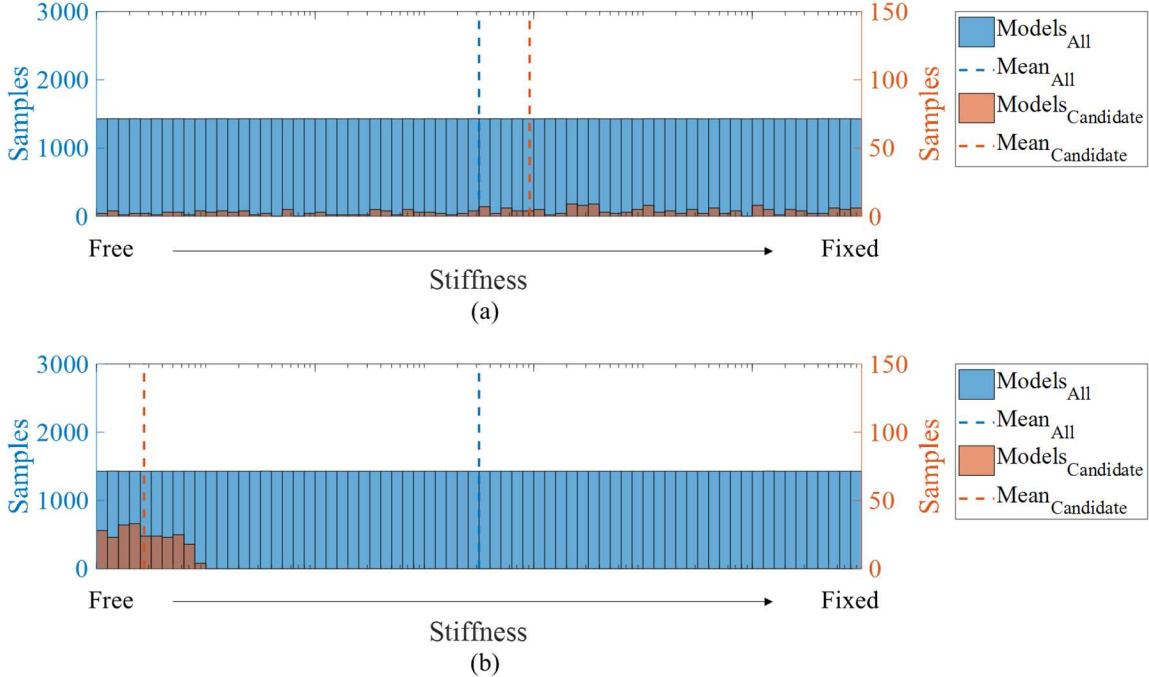 3000
2000
1000
0
Samples
150
100
50
0
Samples
Models_All
Mean_All
Models_Candidate
Mean_Candidate
Free
Fixed
Stiffness
(a)
3000
2000
1000
0
Samples
150
100
50
0
Samples
Models_All
Mean_All
Models_Candidate
Mean_Candidate
Free
Fixed
Stiffness
(b)